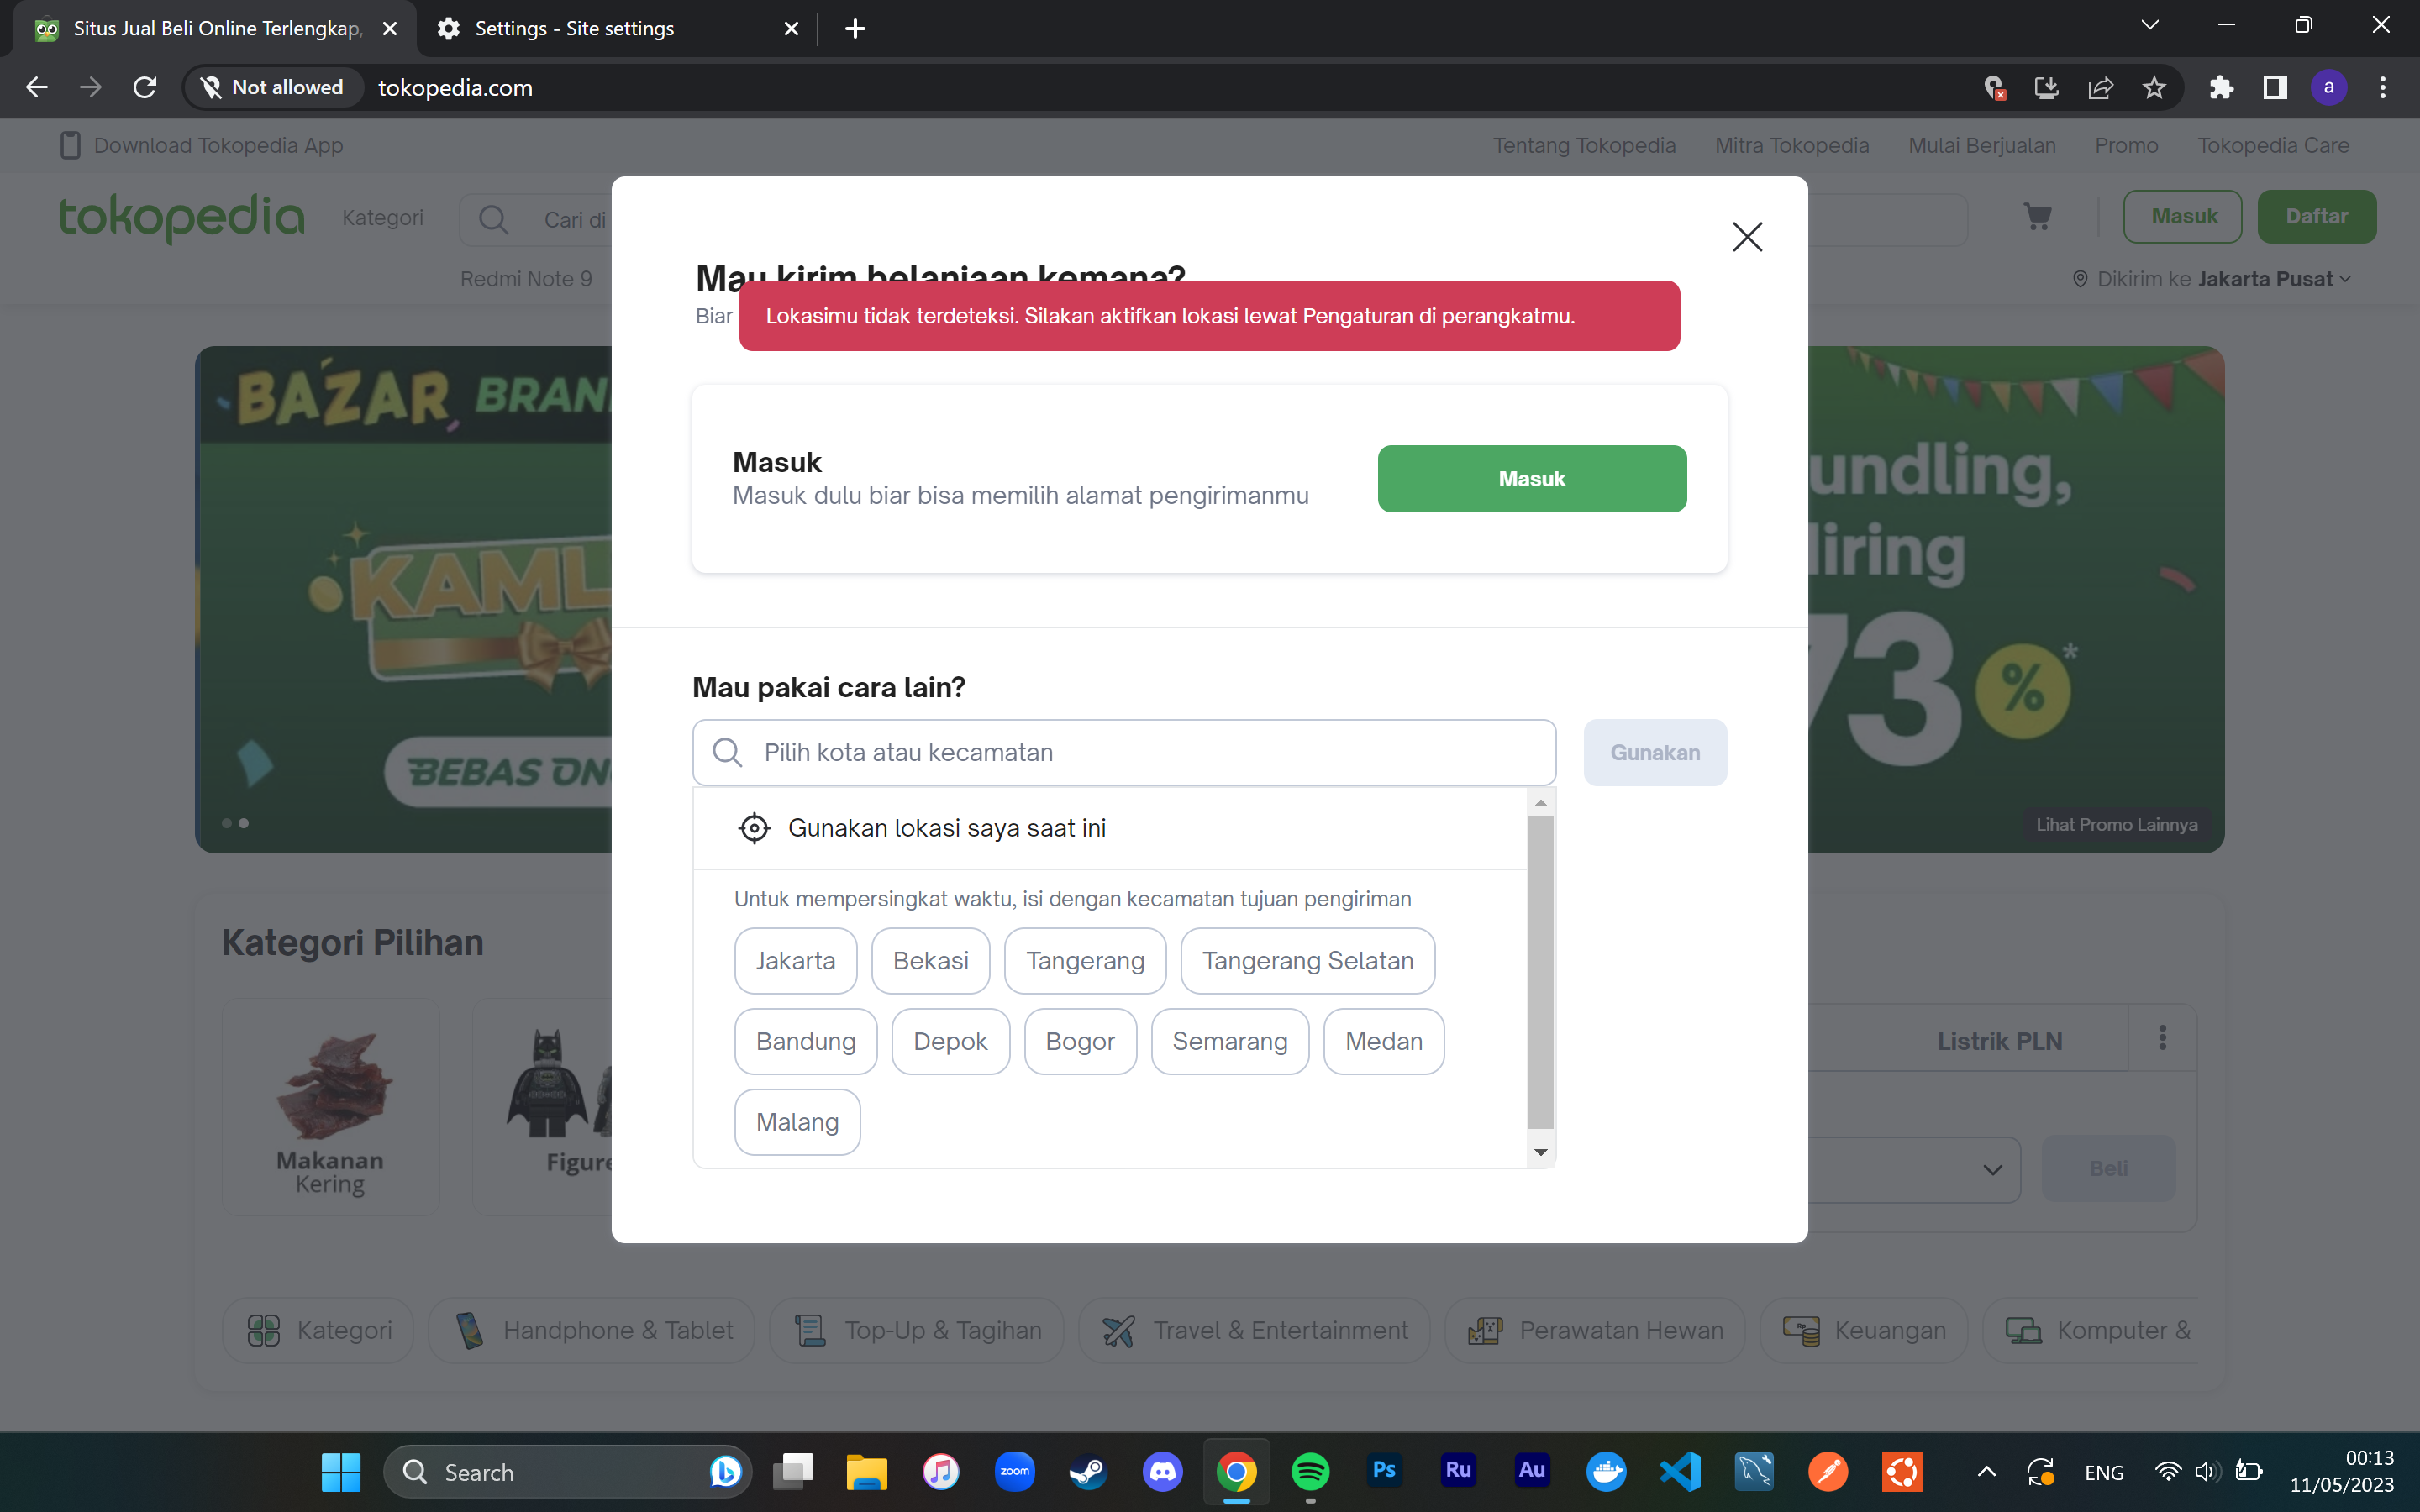 Situs Jual Beli Online Terlengkap,
Settings - Site settings
Not allowed
tokopedia.com
a
Download Tokopedia App
Tentang Tokopedia
Mitra Tokopedia
Mulai Berjualan
Promo
Tokopedia Care
tokopedia
Kategori
Cari di
Masuk
Daftar
Redmi Note 9
Dikirim ke Jakarta Pusat
Mau kirim belanjaan kemana?
Biar
Lokasimu tidak terdeteksi. Silakan aktifkan lokasi lewat Pengaturan di perangkatmu.
BAZAR BRAN
Masuk
Masuk dulu biar bisa memilih alamat pengirimanmu
Masuk
undling,
iring
KAML
73
%
*
Mau pakai cara lain?
Pilih kota atau kecamatan
Gunakan
BEBAS ON
Lihat Promo Lainnya
Gunakan lokasi saya saat ini
Untuk mempersingkat waktu, isi dengan kecamatan tujuan pengiriman
Jakarta
Bekasi
Tangerang
Tangerang Selatan
Bandung
Depok
Bogor
Semarang
Medan
Malang
Kategori Pilihan
Listrik PLN
Makanan
Kering
Figure
Beli
Kategori
Handphone & Tablet
Top-Up & Tagihan
Travel & Entertainment
Perawatan Hewan
Rp
Keuangan
Komputer &
Search
zoom
Ps
Ru
Au
ENG
00:13
11/05/2023